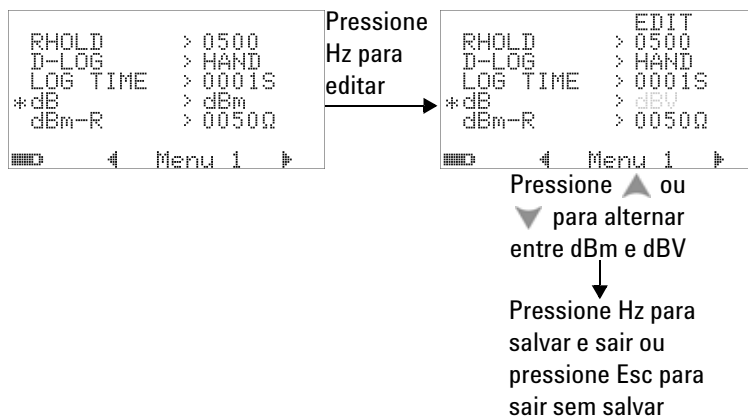 RHOLD > 0500
D-LOG > HAND
LOG TIME > 0001S
*dB > dBm
dBm-R > 0050Ω
Menu 1
Pressione
Hz para
editar
EDIT
RHOLD > 0500
D-LOG > HAND
LOG TIME > 0001S
*dB > dBV
dBm-R > 0050Ω
Menu 1
Pressione ▲ ou
▼ para alternar
entre dBm e dBV
Pressione Hz para
salvar e sair ou
pressione Esc para
sair sem salvar